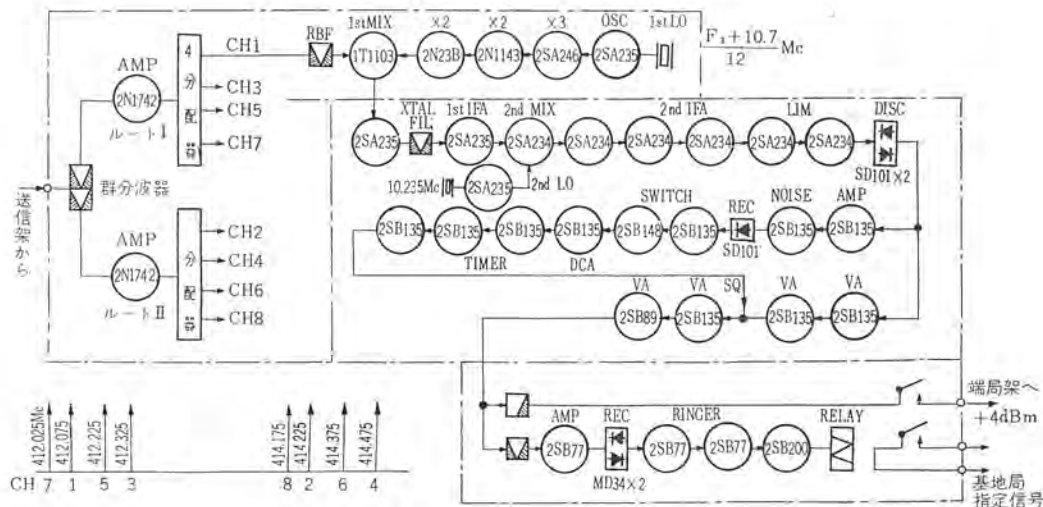 1stMIX ×2 ×2 ×3 OSC 1stLO
RBF
CH1
1T1103 2N23B 2N1143 2SA246 2SA235
F₁+10.7
12
Mc
AMP
2N1742
ルートI
4分配器
CH3
CH5
CH7
XTAL FIL
1st IFA
2nd MIX
2nd IFA
LIM
DISC
2SA235 2SA235 2SA234 2SA234 2SA234 2SA234 2SA234 2SA234
SD101×2
10.235Mc
2SA235
2nd LO
群分波器
送信架から
SWITCH
REC
NOISE
AMP
2SB135 2SB135 2SB135 2SB135 2SB148 2SB135
SD101
2SB135 2SB135
TIMER
DCA
AMP
2N1742
ルートII
分配器
CH2
CH4
CH6
CH8
VA VA SQ VA VA
2SB89 2SB135 2SB135 2SB135
端局架へ
+4dBm
AMP REC RINGER RELAY
2SB77 2SB77 2SB77 2SB200
MD34×2
基地局
指定信号
412.025Mc
412.075
412.225
412.325
414.175
414.225
414.375
414.475
CH 7 1 5 3 8 2 6 4